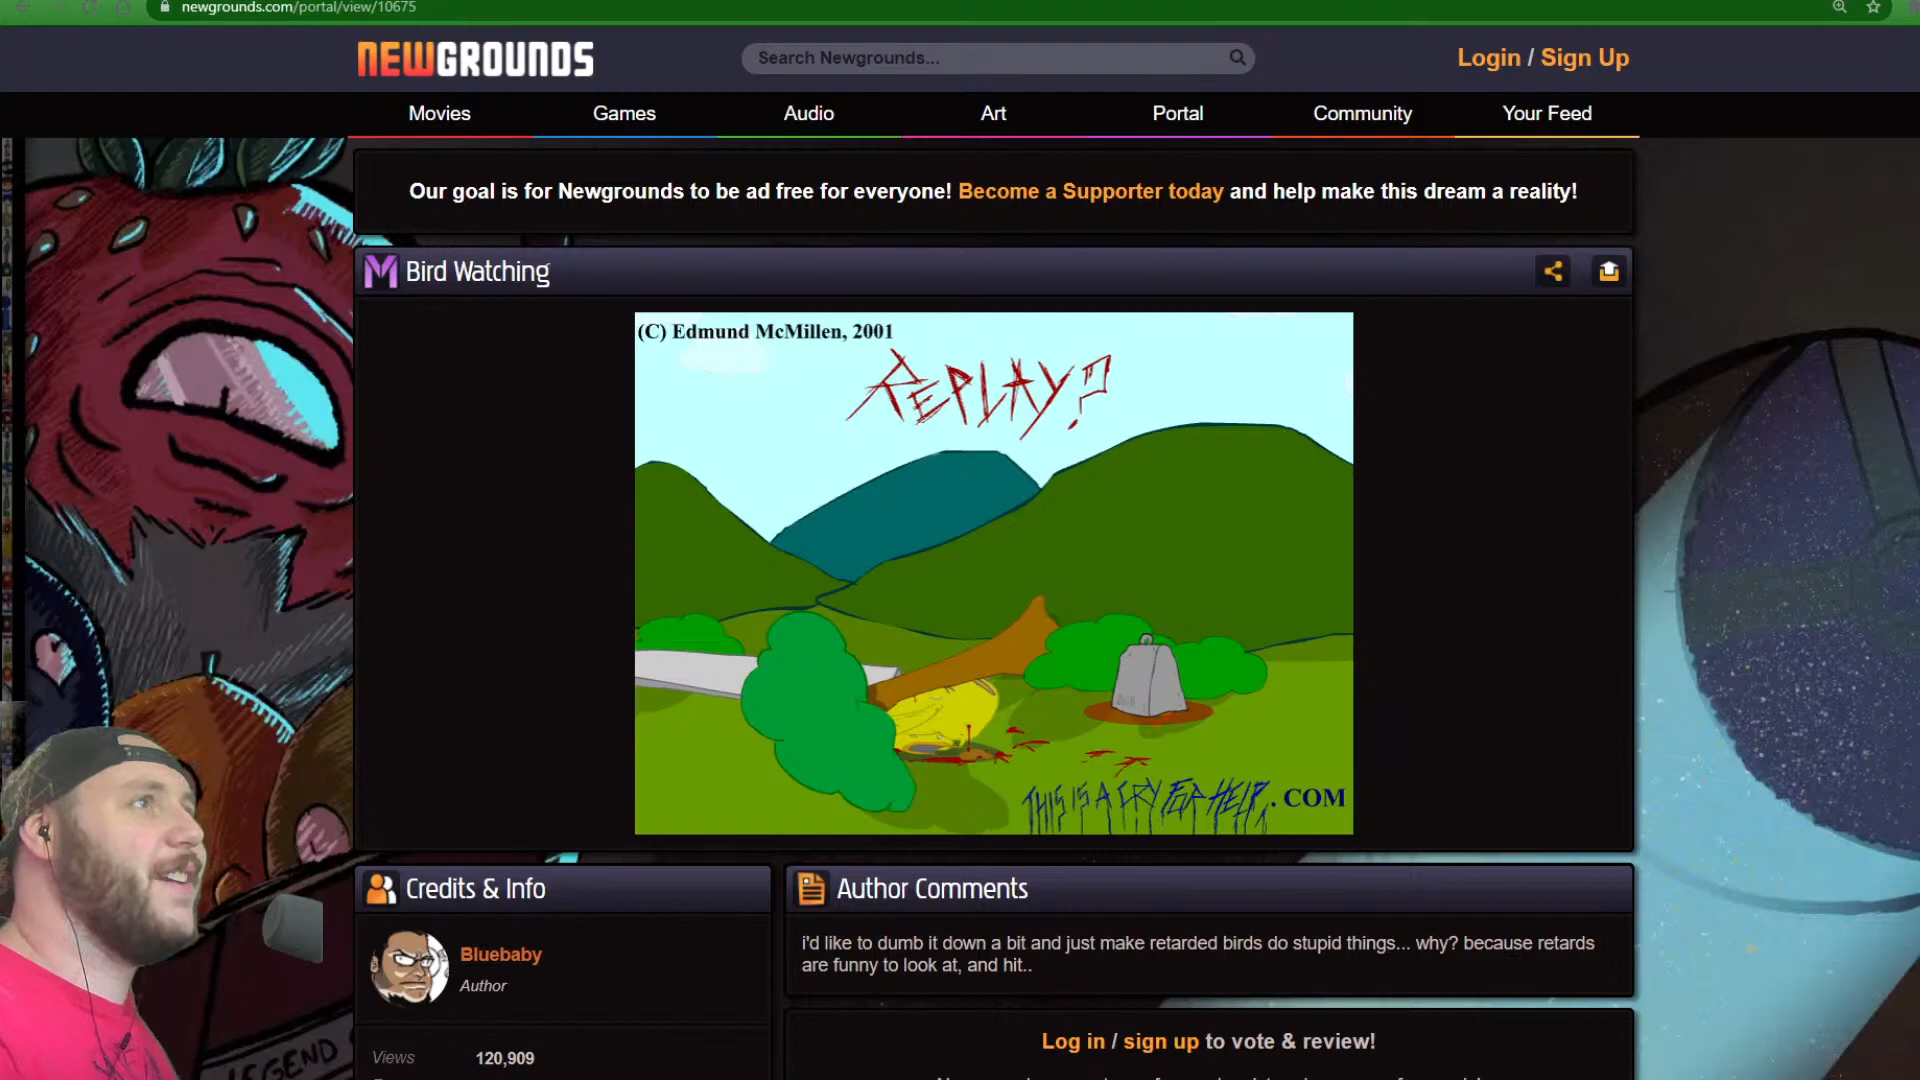 newgrounds.com/portal/view/10675
NEWGROUNDS
Search Newgrounds...
Login / Sign Up
Movies
Games
Audio
Art
Portal
Community
Your Feed
Our goal is for Newgrounds to be ad free for everyone! Become a Supporter today and help make this dream a reality!
Bird Watching
(C) Edmund McMillen, 2001
REPLAY?
THIS IS A CRY FOR HELP. COM
Credits & Info
Author Comments
Bluebaby
Author
i'd like to dumb it down a bit and just make retarded birds do stupid things... why? because retards
are funny to look at, and hit..
Log in / sign up to vote & review!
Views 120,909
LEGEND